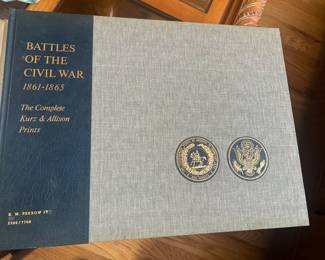 BATTLES
OF THE
CIVIL WAR
1861-1865
The Complete
Kurz & Allison
Prints
E. W.